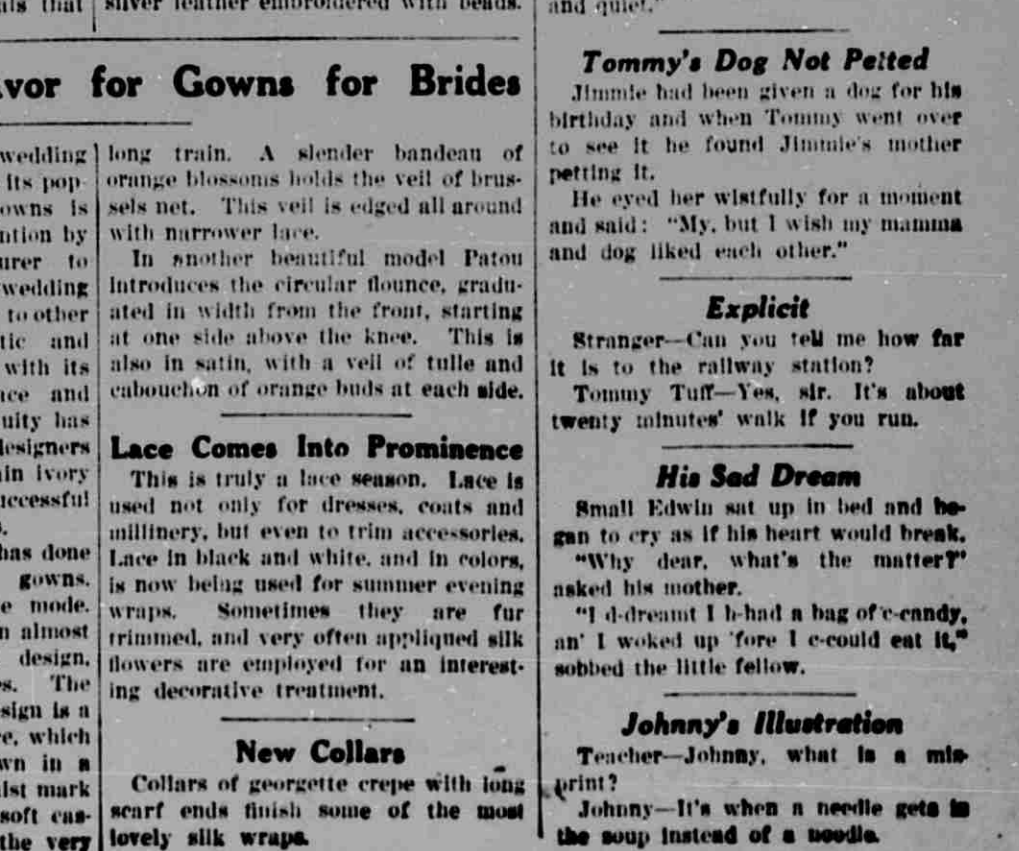 silver leather embroidered with beads.
vor for Gowns for Brides
wedding
its pop-
owns is
ntion by
urer to
wedding
to other
tic and
with its
ace and
uity has
designers
in ivory
uccessful
has done
gowns.
e mode.
n almost
design.
s. The
sign is a
e, which
wn in a
ist mark
soft cas-
the very
long train. A slender bandeau of
orange blossoms holds the veil of brus-
sels net. This veil is edged all around
with narrower lace.
In another beautiful model Patou
introduces the circular flounce, gradu-
ated in width from the front, starting
at one side above the knee. This is
also in satin, with a veil of tulle and
cabouchon of orange buds at each side.
Lace Comes Into Prominence
This is truly a lace season. Lace is
used not only for dresses, coats and
millinery, but even to trim accessories.
Lace in black and white, and in colors,
is now being used for summer evening
wraps. Sometimes they are fur
trimmed, and very often appliqued silk
flowers are employed for an interest-
ing decorative treatment.
New Collars
Collars of georgette crepe with long
scarf ends finish some of the most
lovely silk wraps.
and quiet."
Tommy's Dog Not Petted
Jimmie had been given a dog for his
birthday and when Tommy went over
to see it he found Jimmie's mother
petting it.
He eyed her wistfully for a moment
and said: "My, but I wish my mamma
and dog liked each other."
Explicit
Stranger—Can you tell me how far
it is to the railway station?
Tommy Tuff—Yes, sir. It's about
twenty minutes' walk if you run.
His Sad Dream
Small Edwin sat up in bed and be-
gan to cry as if his heart would break.
"Why dear, what's the matter?"
asked his mother.
"I d-dreamt I h-had a bag of c-candy,
an' I woked up 'fore I c-could eat it,"
sobbed the little fellow.
Johnny's Illustration
Teacher—Johnny, what is a mis-
print?
Johnny—It's when a needle gets in
the soup instead of a noodle.